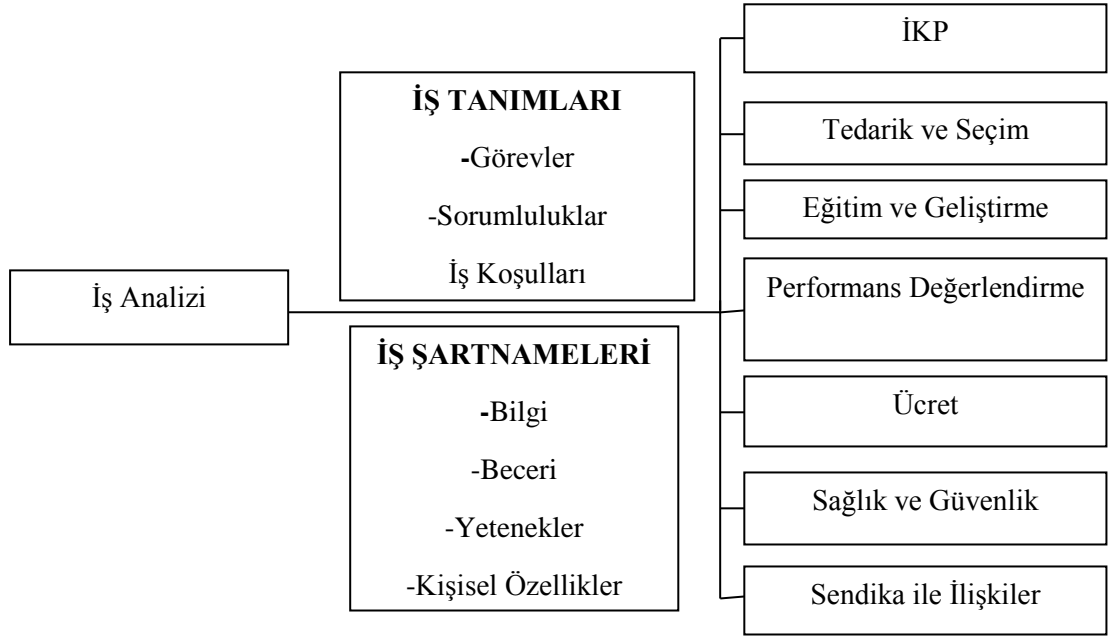 İş Analizi
İŞ TANIMLARI
-Görevler
-Sorumluluklar
İş Koşulları
İŞ ŞARTNAMELERİ
-Bilgi
-Beceri
-Yetenekler
-Kişisel Özellikler
İKP
Tedarik ve Seçim
Eğitim ve Geliştirme
Performans Değerlendirme
Ücret
Sağlık ve Güvenlik
Sendika ile İlişkiler